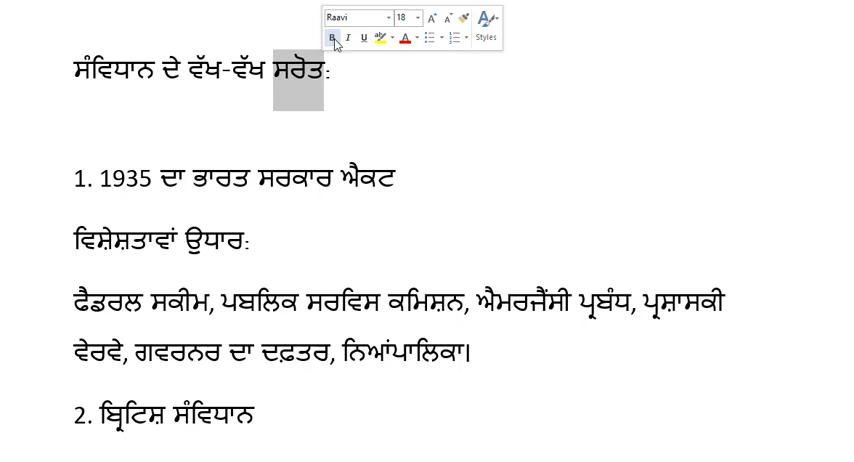 Raavi 18
Styles
ਸੰਵਿਧਾਨ ਦੇ ਵੱਖ-ਵੱਖ ਸਰੋਤ:
1. 1935 ਦਾ ਭਾਰਤ ਸਰਕਾਰ ਐਕਟ
ਵਿਸ਼ੇਸ਼ਤਾਵਾਂ ਉਧਾਰ:
ਫੈਡਰਲ ਸਕੀਮ, ਪਬਲਿਕ ਸਰਵਿਸ ਕਮਿਸ਼ਨ, ਐਮਰਜੈਂਸੀ ਪ੍ਰਬੰਧ, ਪ੍ਰਸ਼ਾਸਕੀ
ਵੇਰਵੇ, ਗਵਰਨਰ ਦਾ ਦਫ਼ਤਰ, ਨਿਆਂਪਾਲਿਕਾ।
2. ਬ੍ਰਿਟਿਸ਼ ਸੰਵਿਧਾਨ